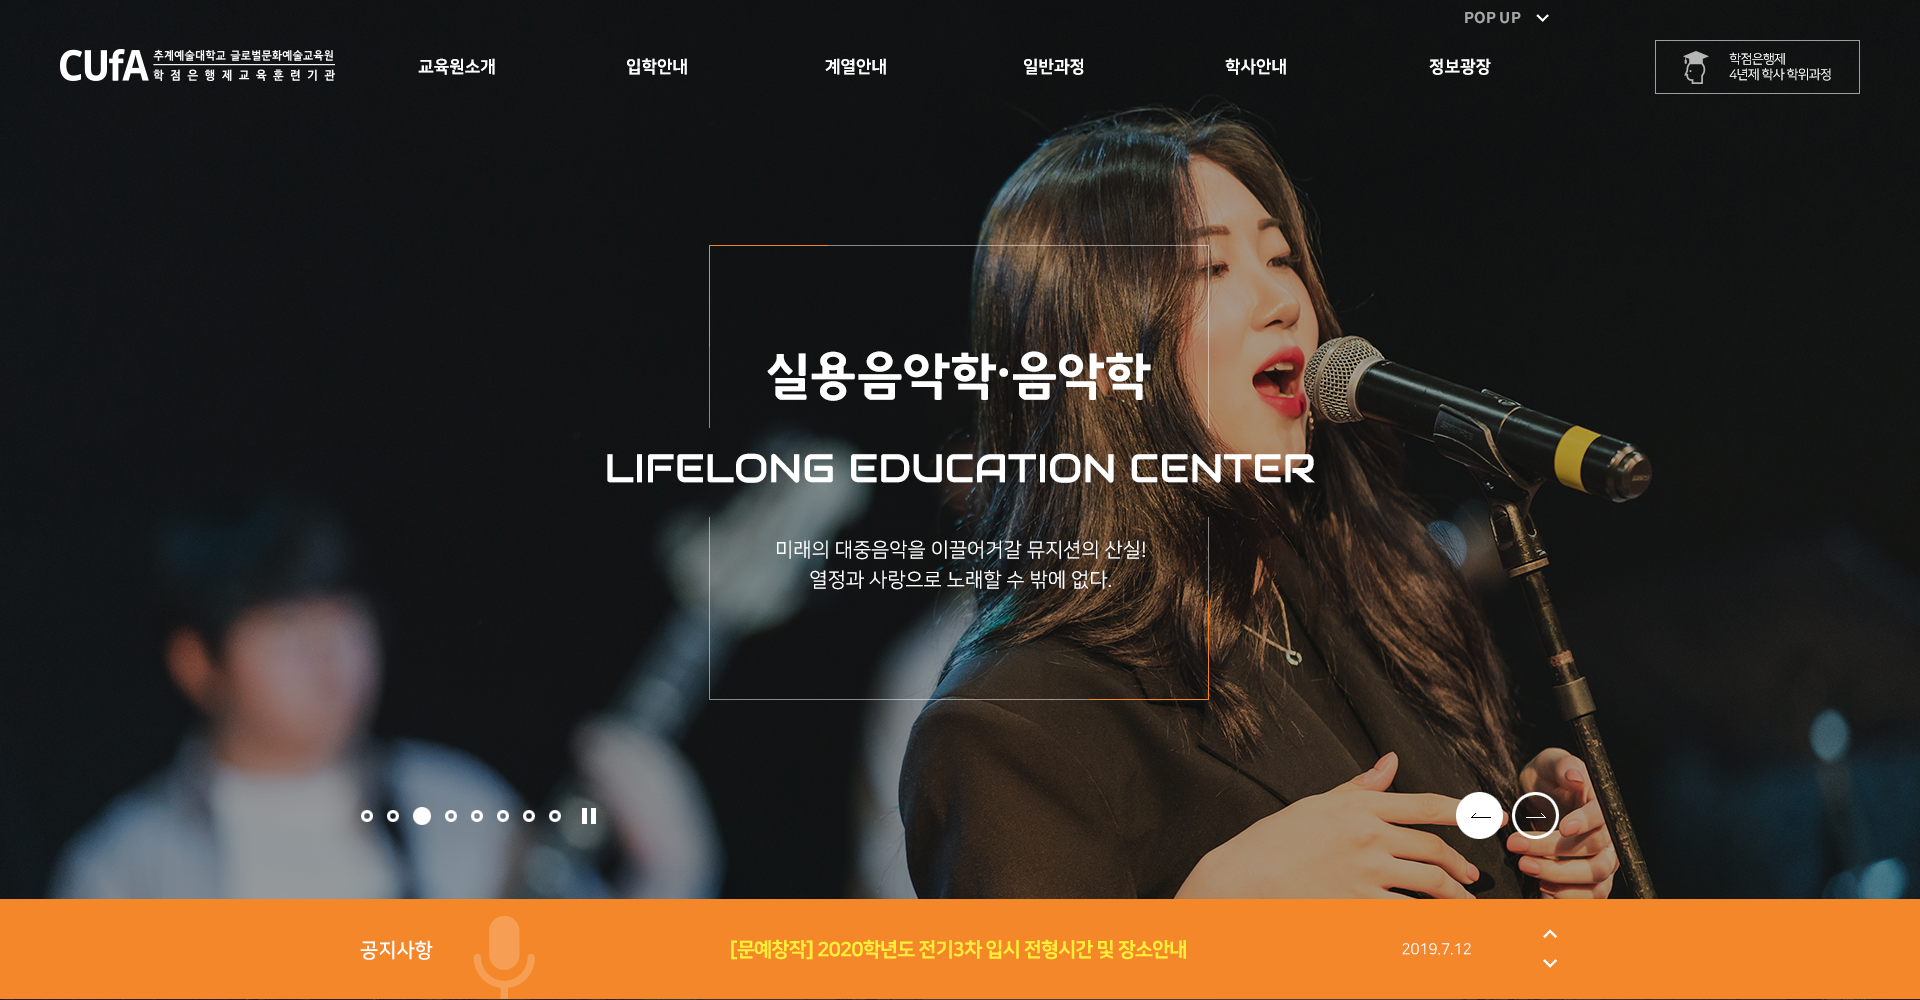 POP UP
CUfA
추계예술대학교 글로벌문화예술교육원
학점은행제교육훈련기관
교육원소개
입학안내
계열안내
일반과정
학사안내
정보광장
학점은행제
4년제 학사 학위과정
실용음악학·음악학
LIFELONG EDUCATION CENTER
미래의 대중음악을 이끌어겨갈 뮤지션의 산실!
열정과 사랑으로 노래할 수 밖에 없다.
공지사항
[문예창작] 2020학년도 전기3차 입시 전형시간 및 장소안내
2019.7.12